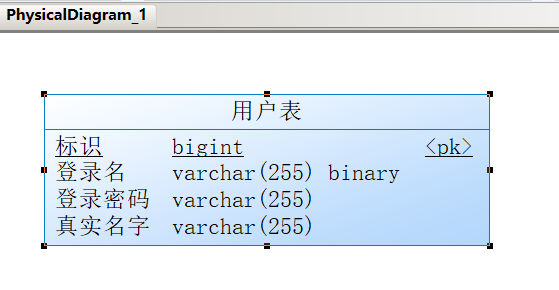 PhysicalDiagram_1
用户表
标识 bigint <pk>
登录名 varchar(255) binary
登录密码 varchar(255)
真实名字 varchar(255)